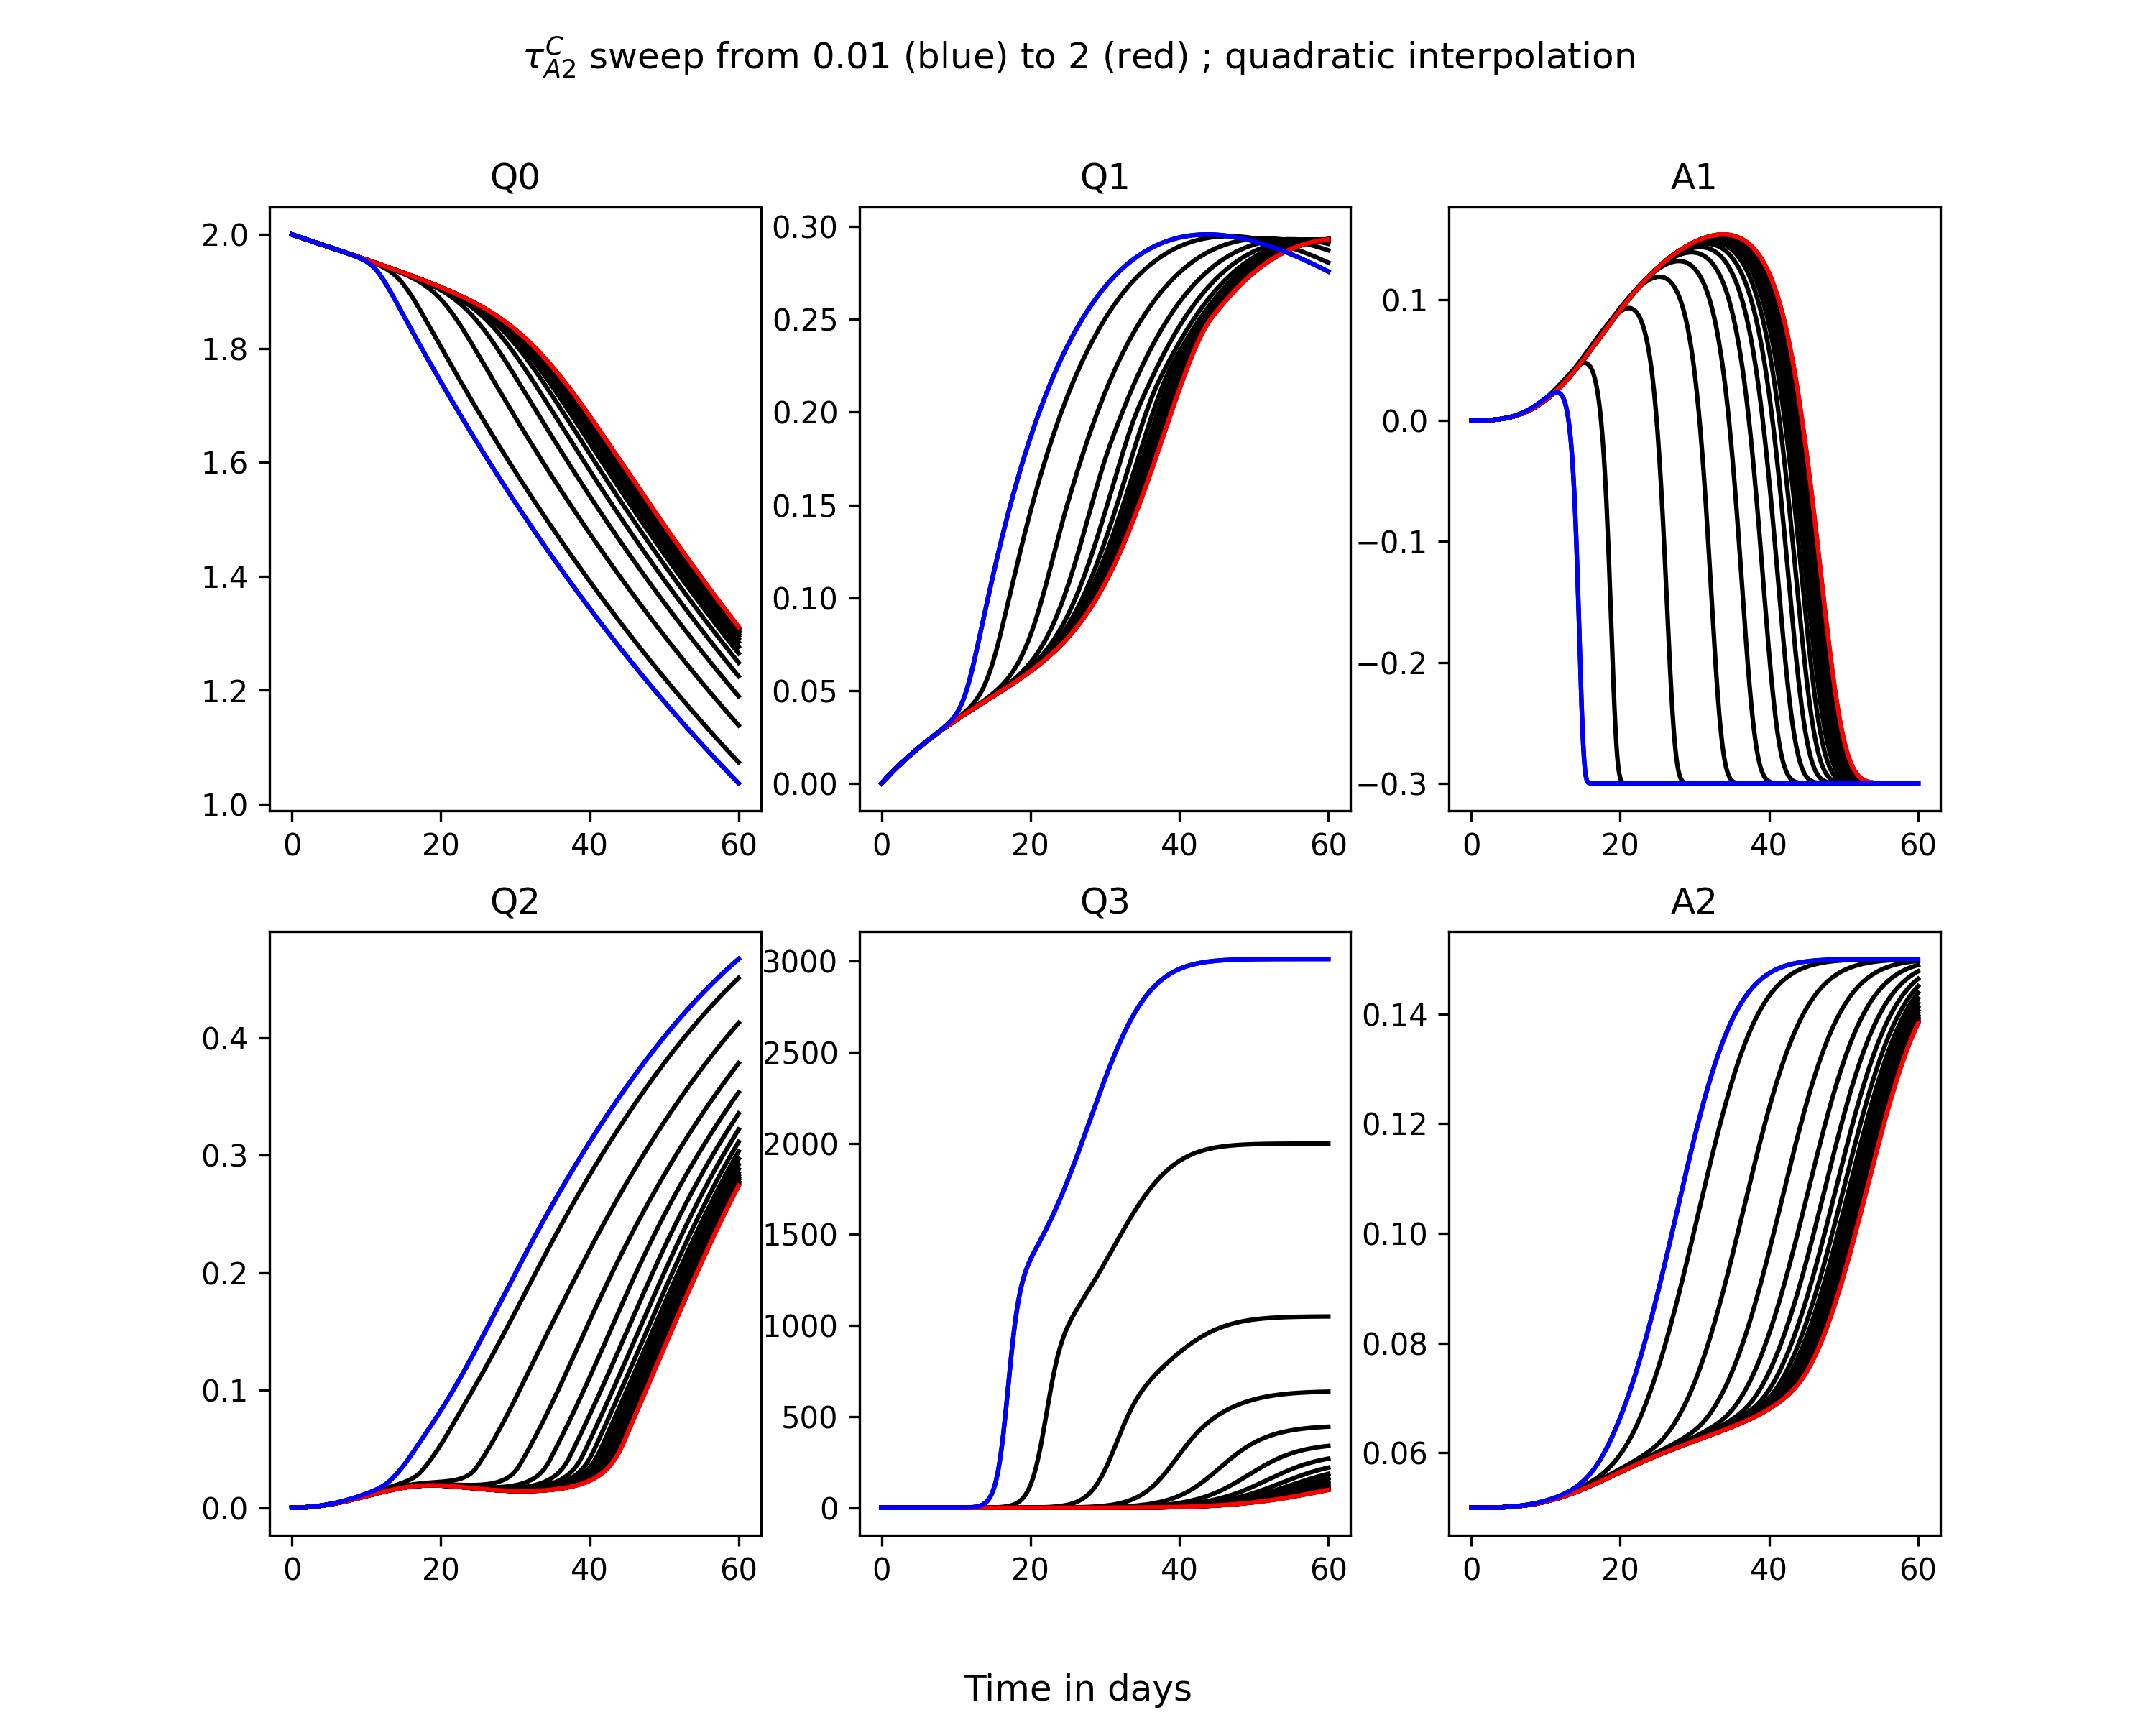 τ_{A2}^{C} sweep from 0.01 (blue) to 2 (red) ; quadratic interpolation
Q0
2.0
1.8
1.6
1.4
1.2
1.0
0 20 40 60
Q1
0.30
0.25
0.20
0.15
0.10
0.05
0.00
0 20 40 60
A1
0.1
0.0
−0.1
−0.2
−0.3
0 20 40 60
Q2
0.4
0.3
0.2
0.1
0.0
0 20 40 60
Q3
3000
2500
2000
1500
1000
500
0
0 20 40 60
A2
0.14
0.12
0.10
0.08
0.06
0 20 40 60
Time in days